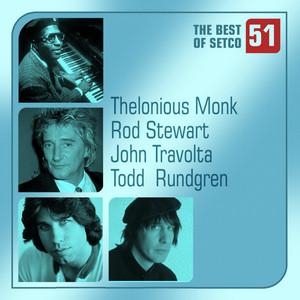 THE BEST
OF SETCO 51
Thelonious Monk
Rod Stewart
John Travolta
Todd Rundgren